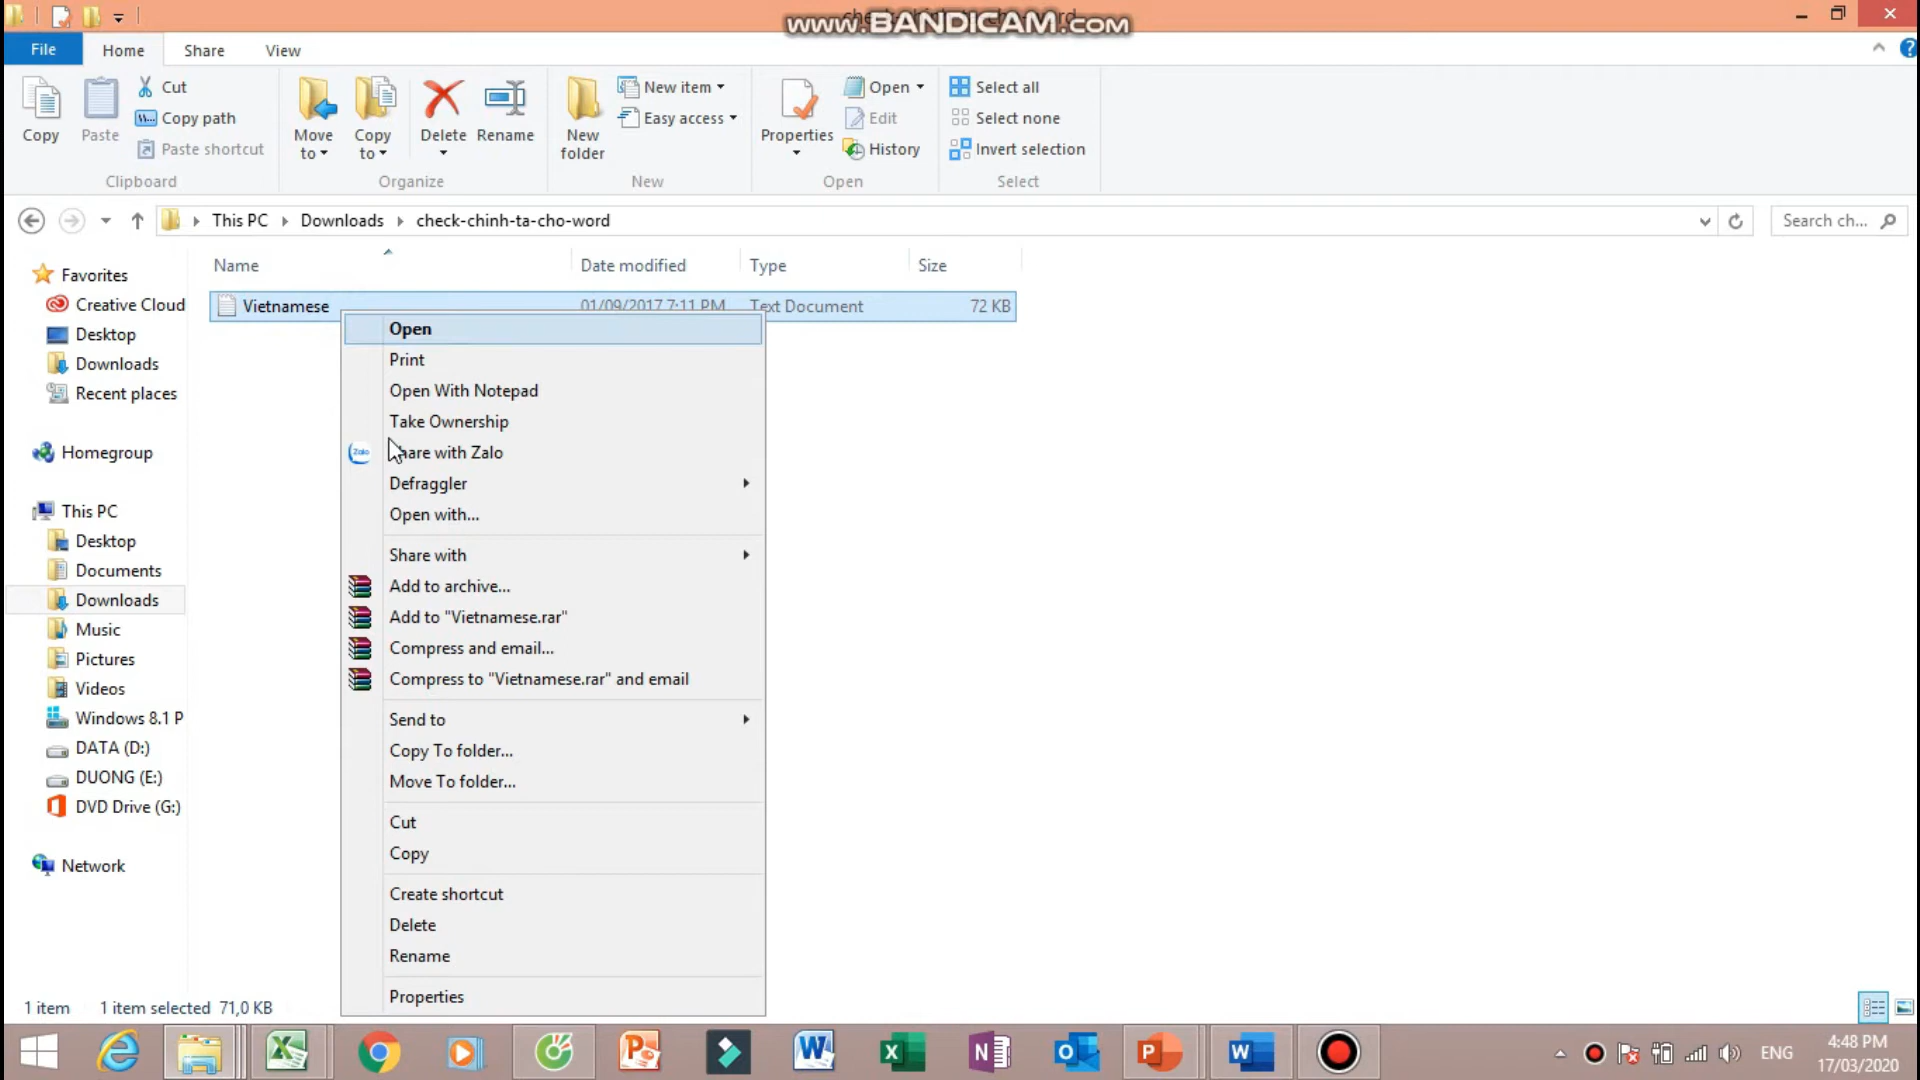 www.BANDICAM.com
File
Home
Share
View
Copy
Paste
Cut
Copy path
Paste shortcut
Clipboard
Move to
Copy to
Delete
Rename
Organize
New folder
New item
Easy access
New
Properties
Open
Edit
History
Open
Select all
Select none
Invert selection
Select
This PC
Downloads
check-chinh-ta-cho-word
Search ch...
Name
Date modified
Type
Size
Vietnamese
01/09/2017 7:11 PM
Text Document
72 KB
Favorites
Creative Cloud
Desktop
Downloads
Recent places
Homegroup
This PC
Desktop
Documents
Downloads
Music
Pictures
Videos
Windows 8.1 P
DATA (D:)
DUONG (E:)
DVD Drive (G:)
Network
Open
Print
Open With Notepad
Take Ownership
Zalo
Share with Zalo
Defraggler
Open with...
Share with
Add to archive...
Add to "Vietnamese.rar"
Compress and email...
Compress to "Vietnamese.rar" and email
Send to
Copy To folder...
Move To folder...
Cut
Copy
Create shortcut
Delete
Rename
Properties
1 item
1 item selected 71,0 KB
ENG
4:48 PM
17/03/2020